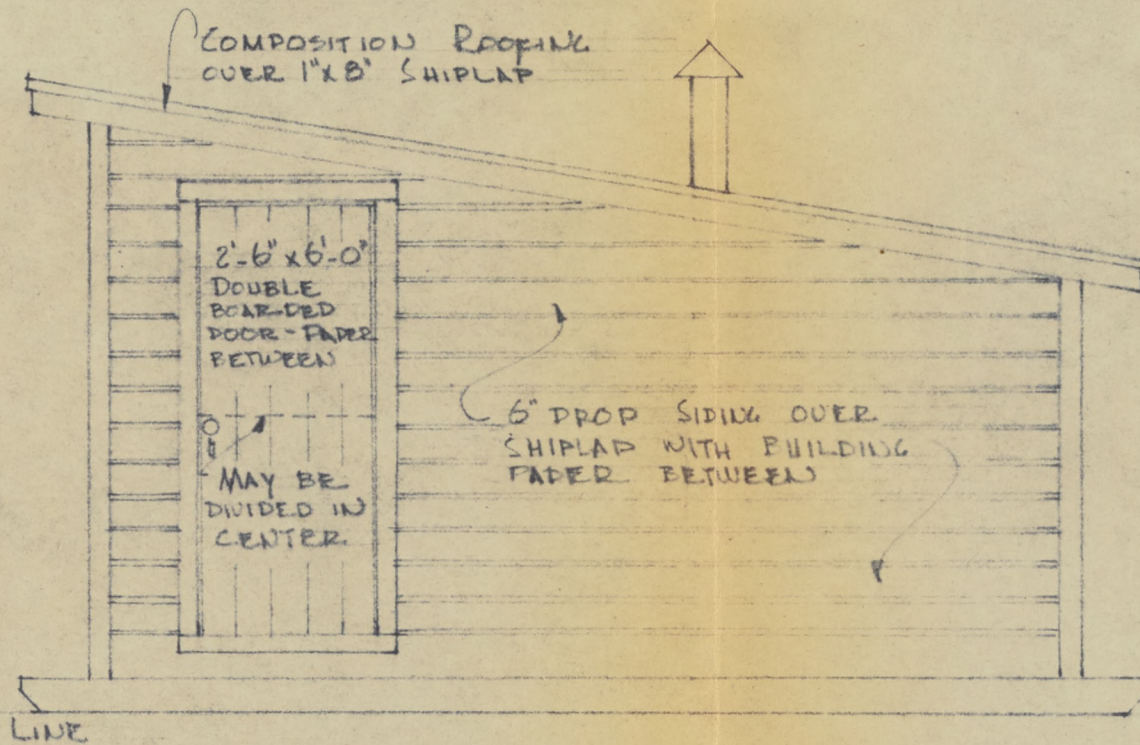 COMPOSITION ROOFING
OVER 1"x8" SHIPLAP
2'-6" x 6'-0"
DOUBLE
BOARDED
DOOR - PAPER
BETWEEN
MAY BE
DIVIDED IN
CENTER
6" DROP SIDING OVER
SHIPLAP WITH BUILDING
PAPER BETWEEN
LINE